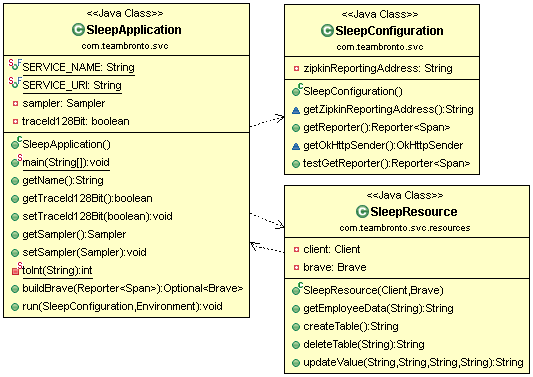 <<Java Class>>
SleepApplication
com.teambronto.svc
SERVICE_NAME: String
SERVICE_URI: String
sampler: Sampler
traceId128Bit: boolean
SleepApplication()
main(String[]):void
getName():String
getTraceId128Bit():boolean
setTraceId128Bit(boolean):void
getSampler():Sampler
setSampler(Sampler):void
toInt(String):int
buildBrave(Reporter<Span>):Optional<Brave>
run(SleepConfiguration,Environment):void
<<Java Class>>
SleepConfiguration
com.teambronto.svc
zipkinReportingAddress: String
SleepConfiguration()
getZipkinReportingAddress():String
getReporter():Reporter<Span>
getOkHttpSender():OkHttpSender
testGetReporter():Reporter<Span>
<<Java Class>>
SleepResource
com.teambronto.svc.resources
client: Client
brave: Brave
SleepResource(Client,Brave)
getEmployeeData(String):String
createTable():String
deleteTable(String):String
updateValue(String,String,String,String):String